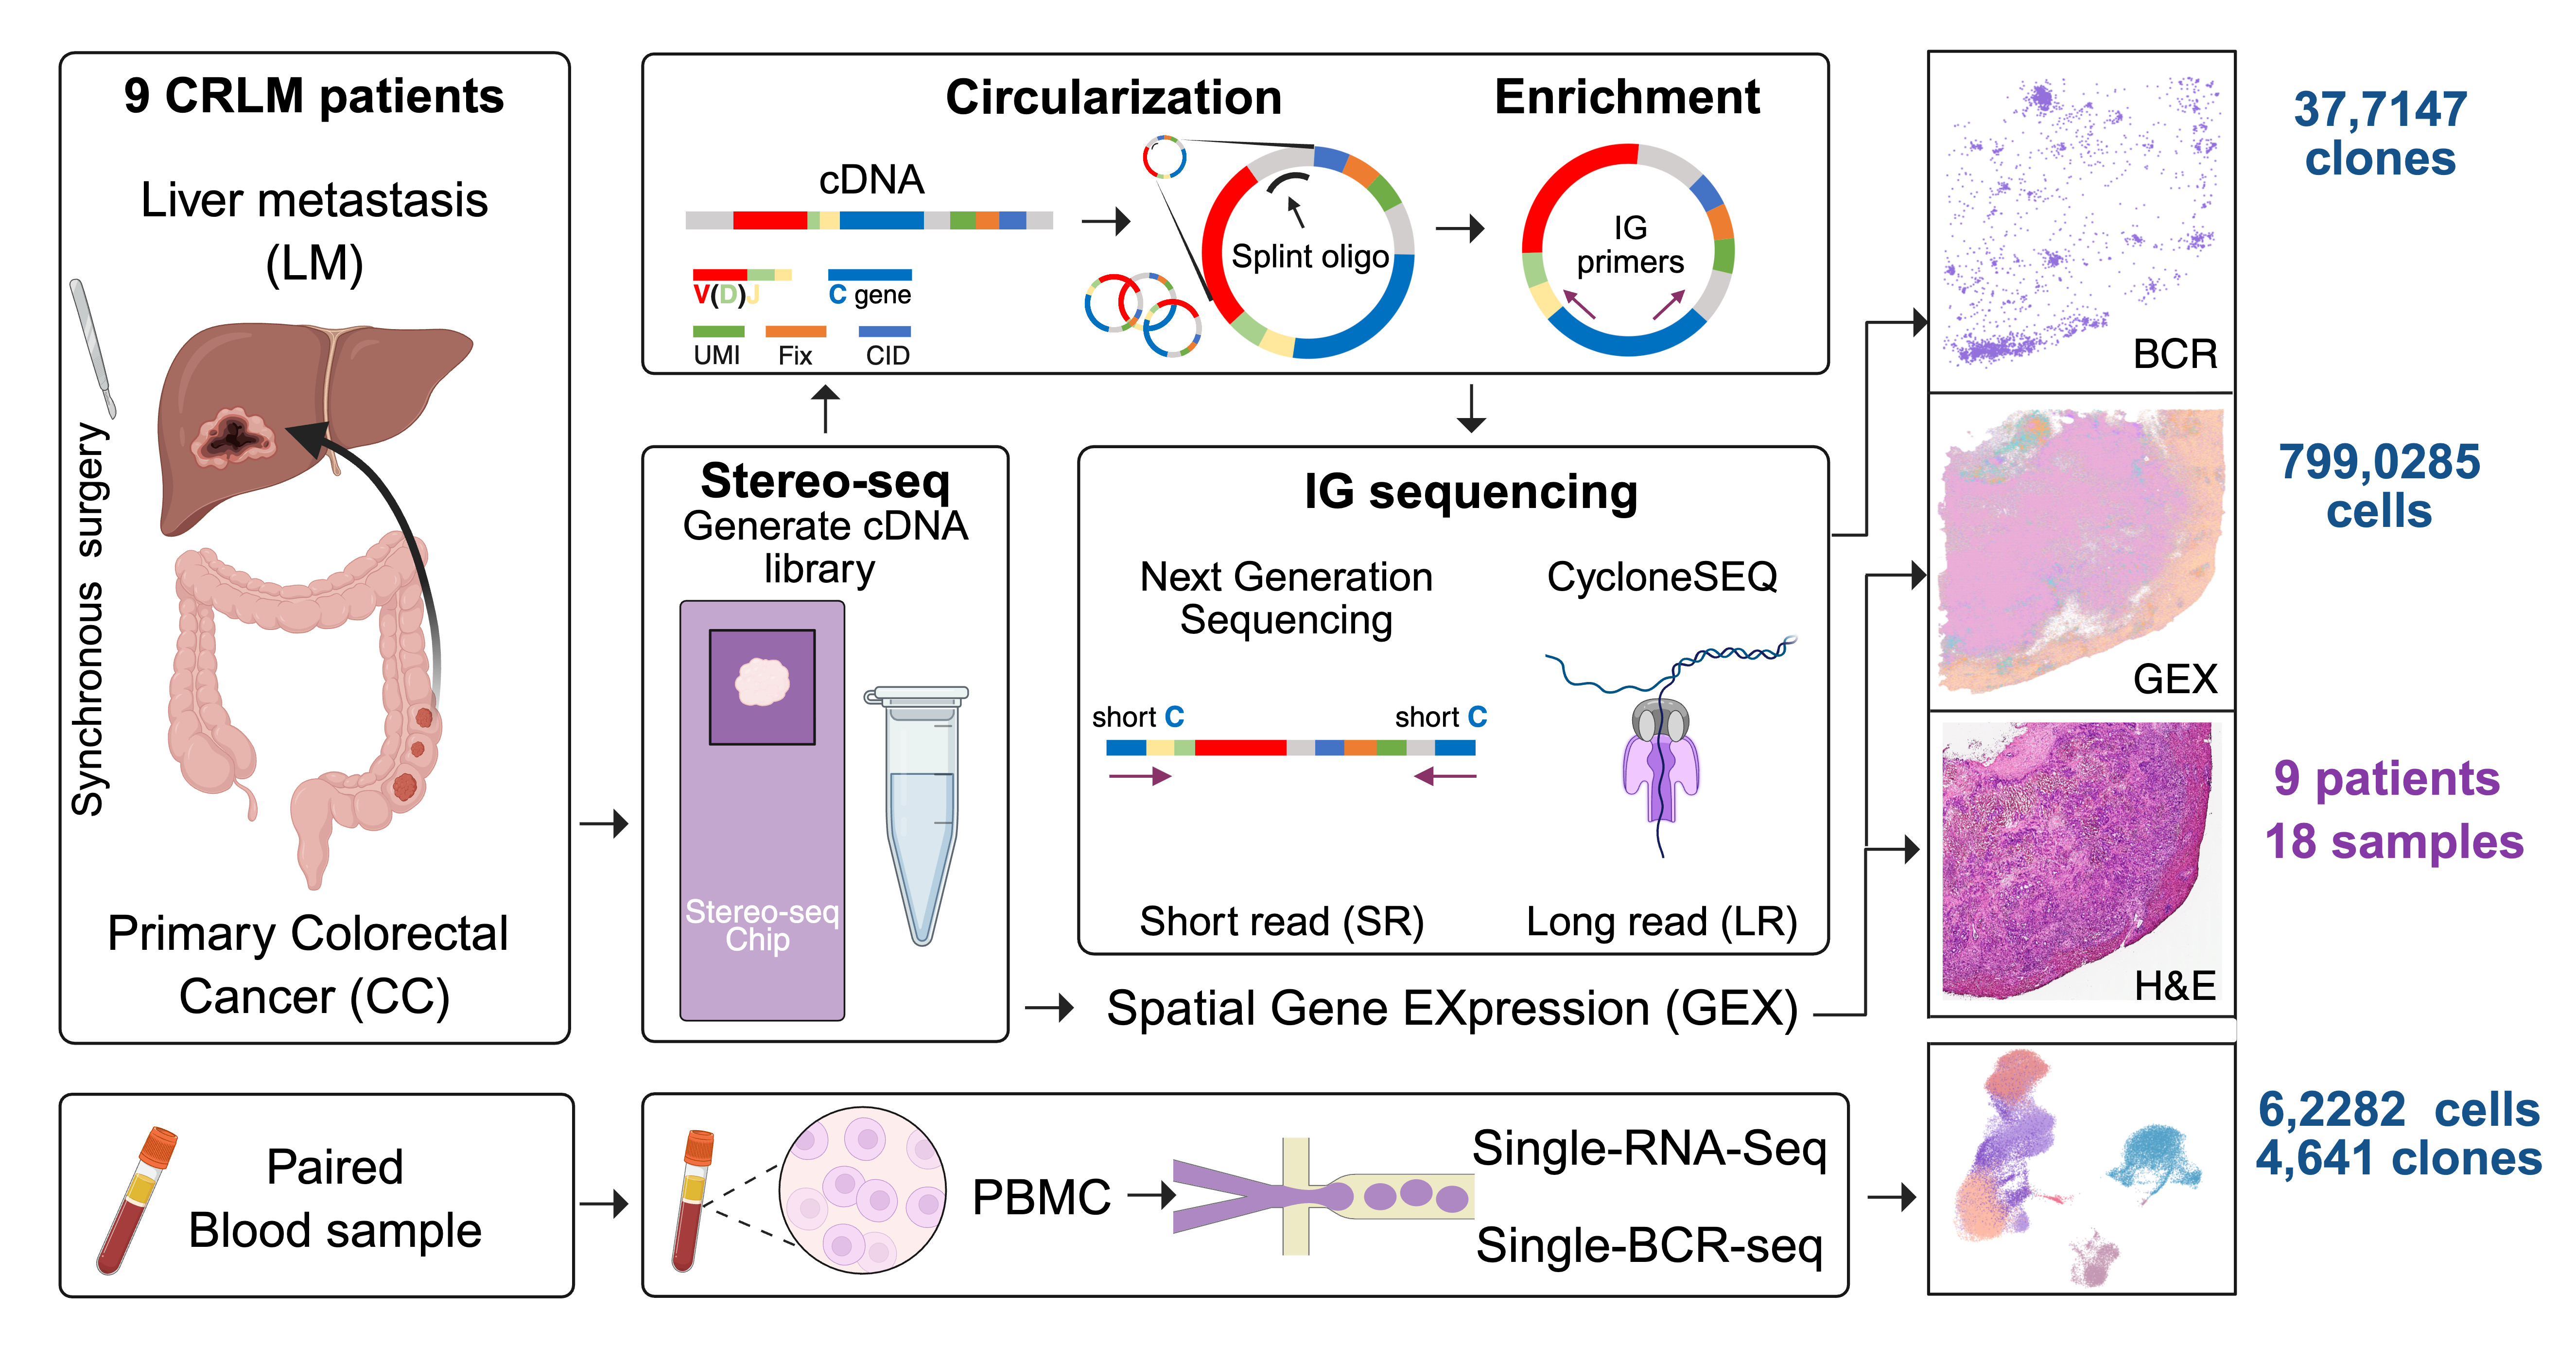 9 CRLM patients
Liver metastasis
(LM)
Synchronous surgery
Primary Colorectal
Cancer (CC)
Circularization
Enrichment
cDNA
V(D)J
C gene
UMI
Fix
CID
Splint oligo
IG
primers
Stereo-seq
Generate cDNA
library
Stereo-seq
Chip
IG sequencing
Next Generation
Sequencing
CycloneSEQ
short C
short C
Short read (SR)
Long read (LR)
Spatial Gene EXpression (GEX)
BCR
37,7147
clones
GEX
799,0285
cells
H&E
9 patients
18 samples
Paired
Blood sample
PBMC
Single-RNA-Seq
Single-BCR-seq
6,2282 cells
4,641 clones